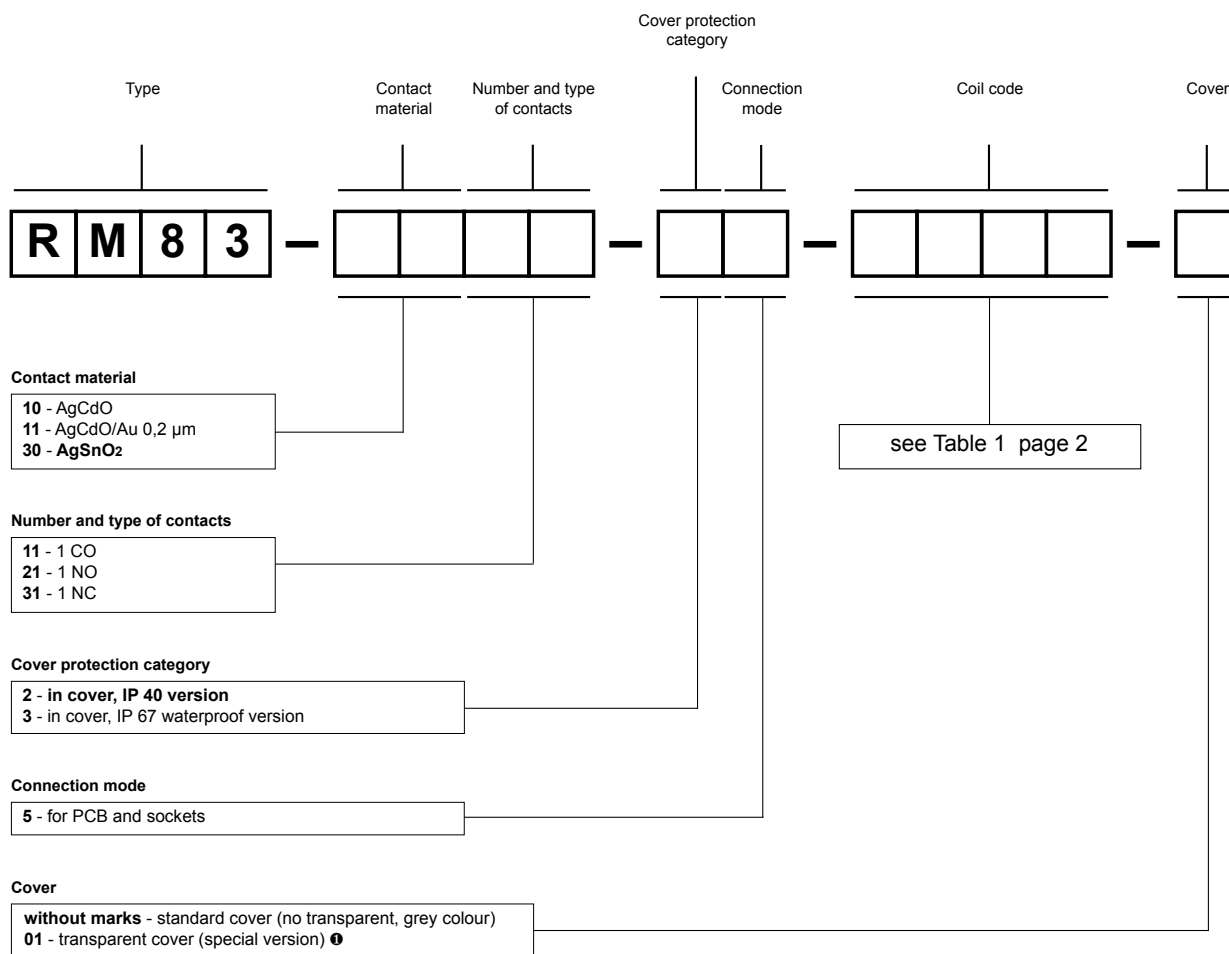 Cover protection
category
Type
Contact
material
Number and type
of contacts
Connection
mode
Coil code
Cover
R M 8 3 – – – –
Contact material
10 - AgCdO
11 - AgCdO/Au 0,2 µm
30 - AgSnO2
see Table 1 page 2
Number and type of contacts
11 - 1 CO
21 - 1 NO
31 - 1 NC
Cover protection category
2 - in cover, IP 40 version
3 - in cover, IP 67 waterproof version
Connection mode
5 - for PCB and sockets
Cover
without marks - standard cover (no transparent, grey colour)
01 - transparent cover (special version) ❶